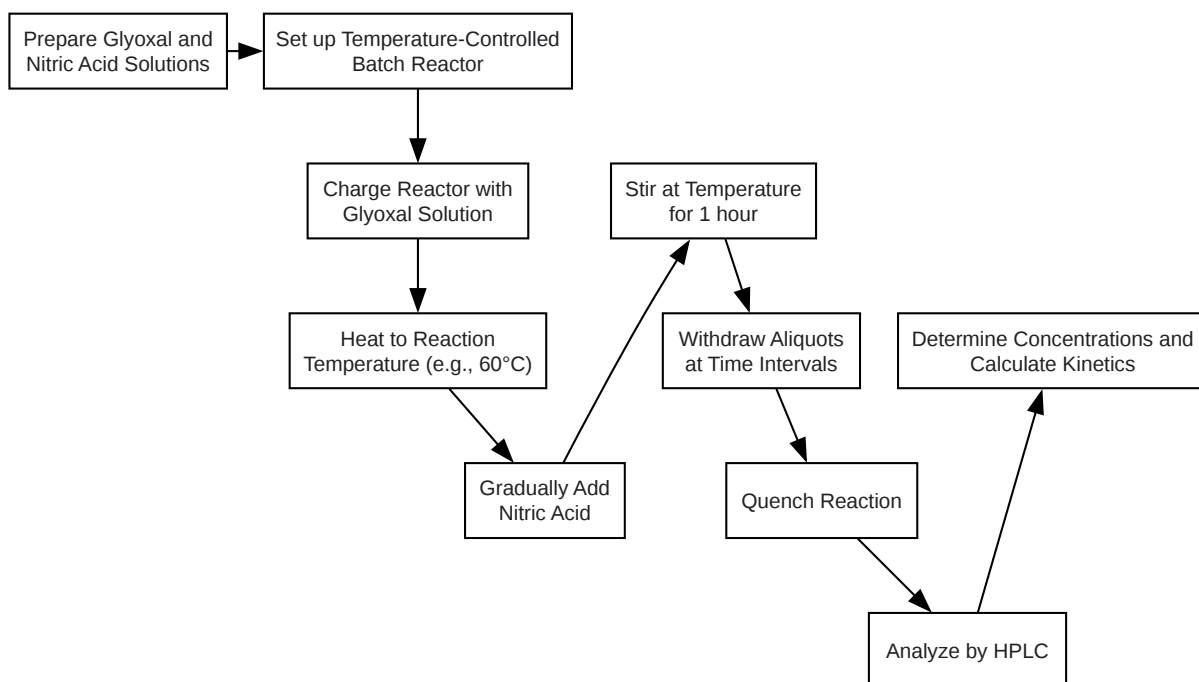 Prepare Glyoxal and
Nitric Acid Solutions
Set up Temperature-Controlled
Batch Reactor
Charge Reactor with
Glyoxal Solution
Heat to Reaction
Temperature (e.g., 60°C)
Gradually Add
Nitric Acid
Stir at Temperature
for 1 hour
Withdraw Aliquots
at Time Intervals
Quench Reaction
Analyze by HPLC
Determine Concentrations and
Calculate Kinetics